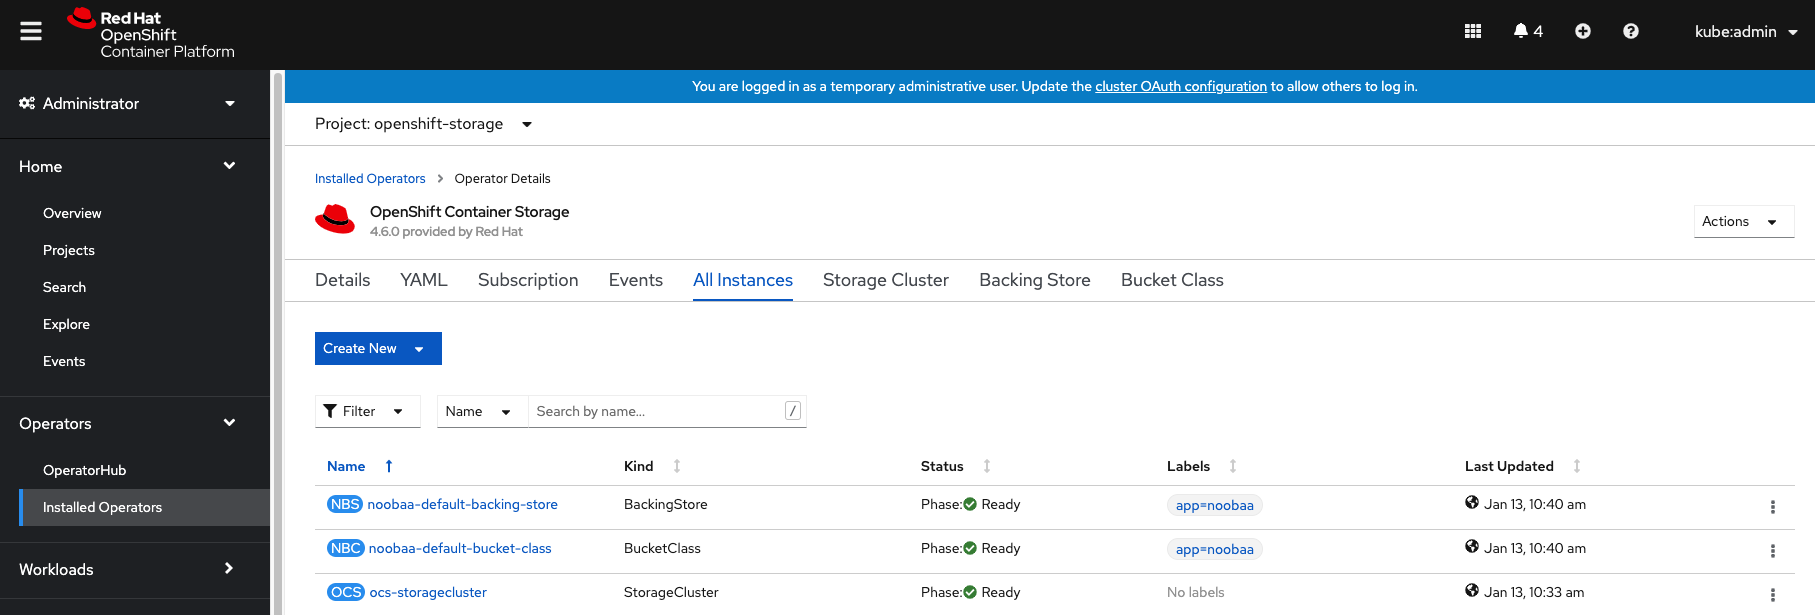 Red Hat
OpenShift
Container Platform
4
kube:admin
Administrator
You are logged in as a temporary administrative user. Update the cluster OAuth configuration to allow others to log in.
Project: openshift-storage
Home
Overview
Projects
Search
Explore
Events
Operators
OperatorHub
Installed Operators
Workloads
Installed Operators > Operator Details
OpenShift Container Storage
4.6.0 provided by Red Hat
Actions
Details YAML Subscription Events All Instances Storage Cluster Backing Store Bucket Class
Create New
Filter Name Search by name... /
Name Kind Status Labels Last Updated
NBS noobaa-default-backing-store BackingStore Phase: Ready app=noobaa Jan 13, 10:40 am
NBC noobaa-default-bucket-class BucketClass Phase: Ready app=noobaa Jan 13, 10:40 am
OCS ocs-storagecluster StorageCluster Phase: Ready No labels Jan 13, 10:33 am